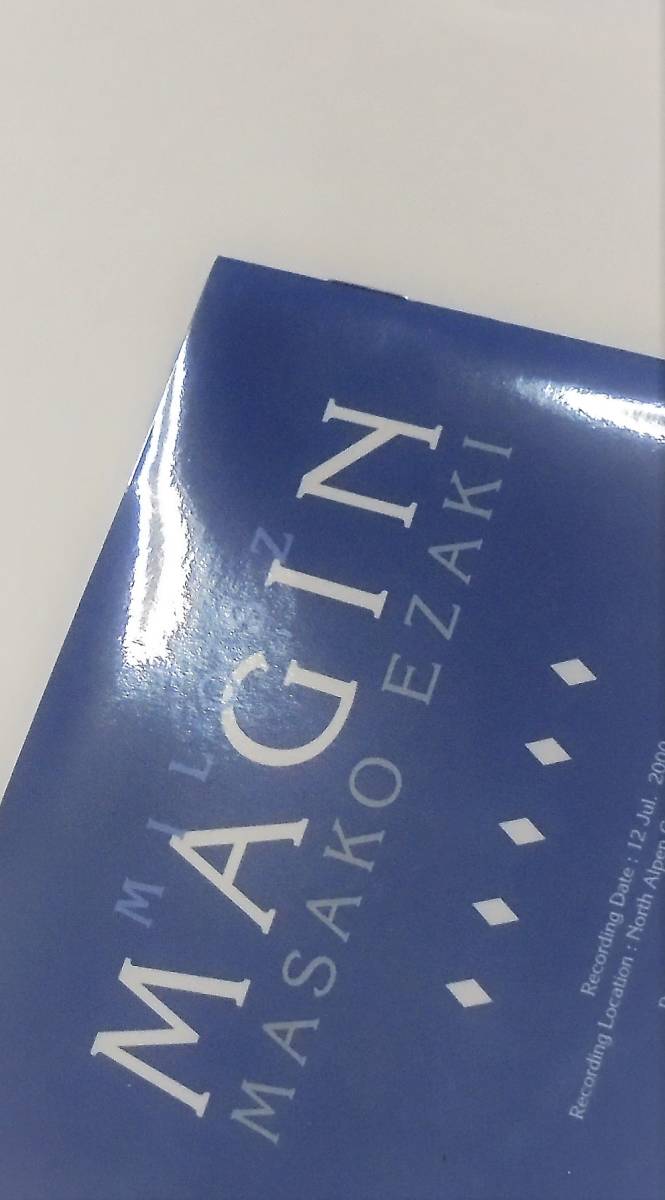 M I L Z
MAGIN
MASAKO EZAKI
Recording Date : 12 Jul. 2000
Recording Location : North Alpen